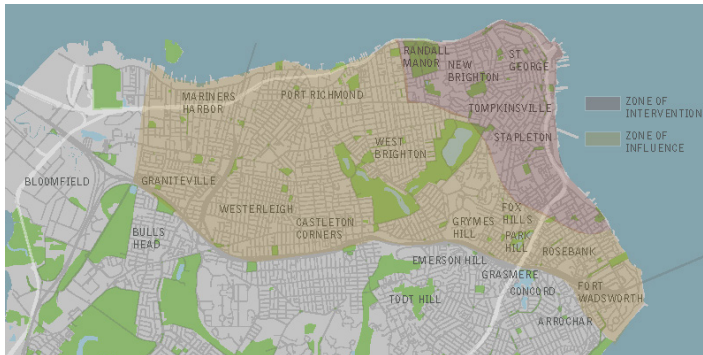 RANDALL
MANOR
ST
GEORGE
NEW
BRIGHTON
MARINERS
HARBOR
PORT RICHMOND
TOMPKINSVILLE
ZONE OF
INTERVENTION
STAPLETON
ZONE OF
INFLUENCE
WEST
BRIGHTON
BLOOMFIELD
GRANITEVILLE
WESTERLEIGH
CASTLETON
CORNERS
GRYMES
HILL
FOX
HILLS
PARK
HILL
BULLS
HEAD
ROSEBANK
EMERSON HILL
GRASMERE
CONCORD
TODT HILL
FORT
WADSWORTH
ARROCHAR